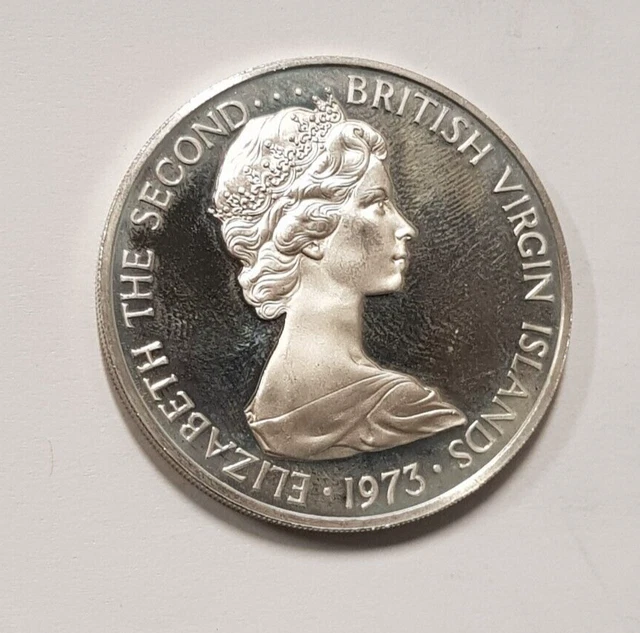 ELIZABETH THE SECOND
BRITISH VIRGIN ISLANDS
· 1973 ·